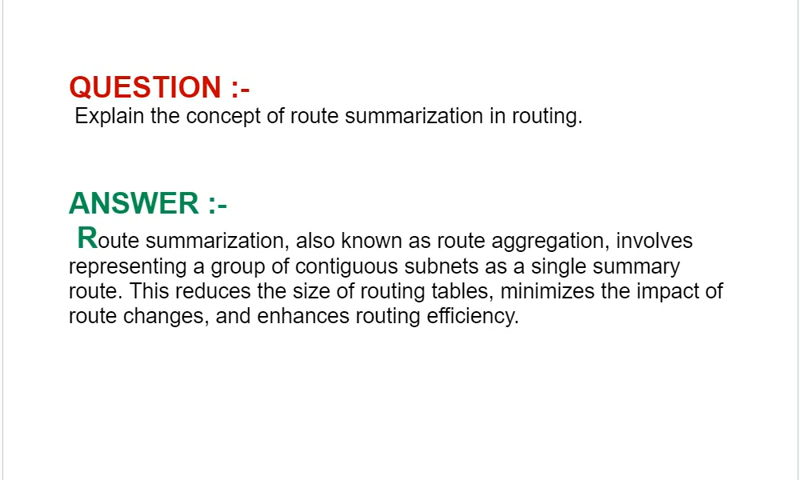 QUESTION :-
Explain the concept of route summarization in routing.
ANSWER :-
Route summarization, also known as route aggregation, involves
representing a group of contiguous subnets as a single summary
route. This reduces the size of routing tables, minimizes the impact of
route changes, and enhances routing efficiency.